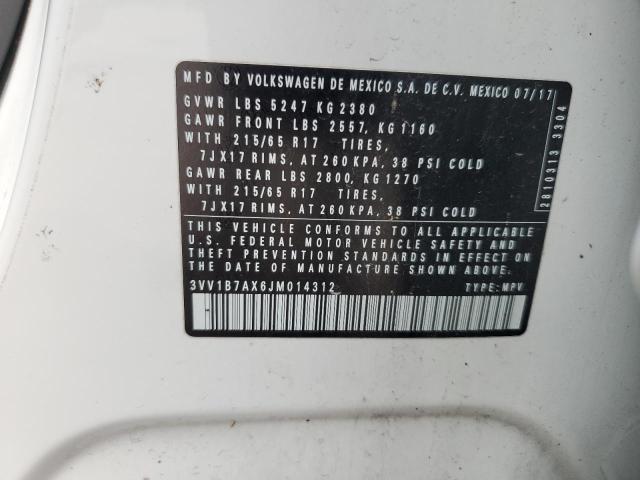 MFD BY VOLKSWAGEN DE MEXICO S.A. DE C.V. MEXICO 07/17
GVWR LBS 5247 KG 2380
GAWR FRONT LBS 2557, KG 1160
WITH 215/65 R17 TIRES,
7JX17 RIMS, AT 260 KPA, 38 PSI COLD
GAWR REAR LBS 2800, KG 1270
WITH 215/65 R17 TIRES,
7JX17 RIMS, AT 260 KPA, 38 PSI COLD
THIS VEHICLE CONFORMS TO ALL APPLICABLE
U.S. FEDERAL MOTOR VEHICLE SAFETY AND
THEFT PREVENTION STANDARDS IN EFFECT ON
THE DATE OF MANUFACTURE SHOWN ABOVE.
3VV1B7AX6JM014312 TYPE: MPV
2810313 3304